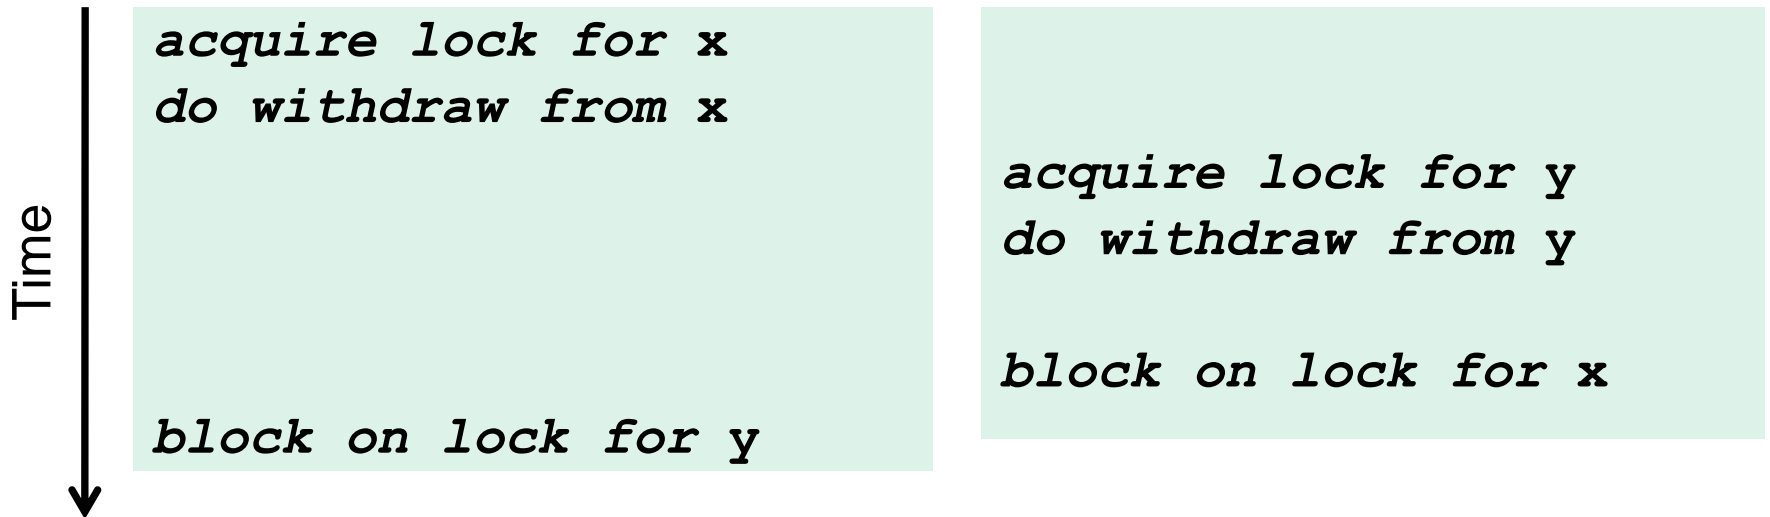 Time
acquire lock for x
do withdraw from x
block on lock for y
acquire lock for y
do withdraw from y
block on lock for x